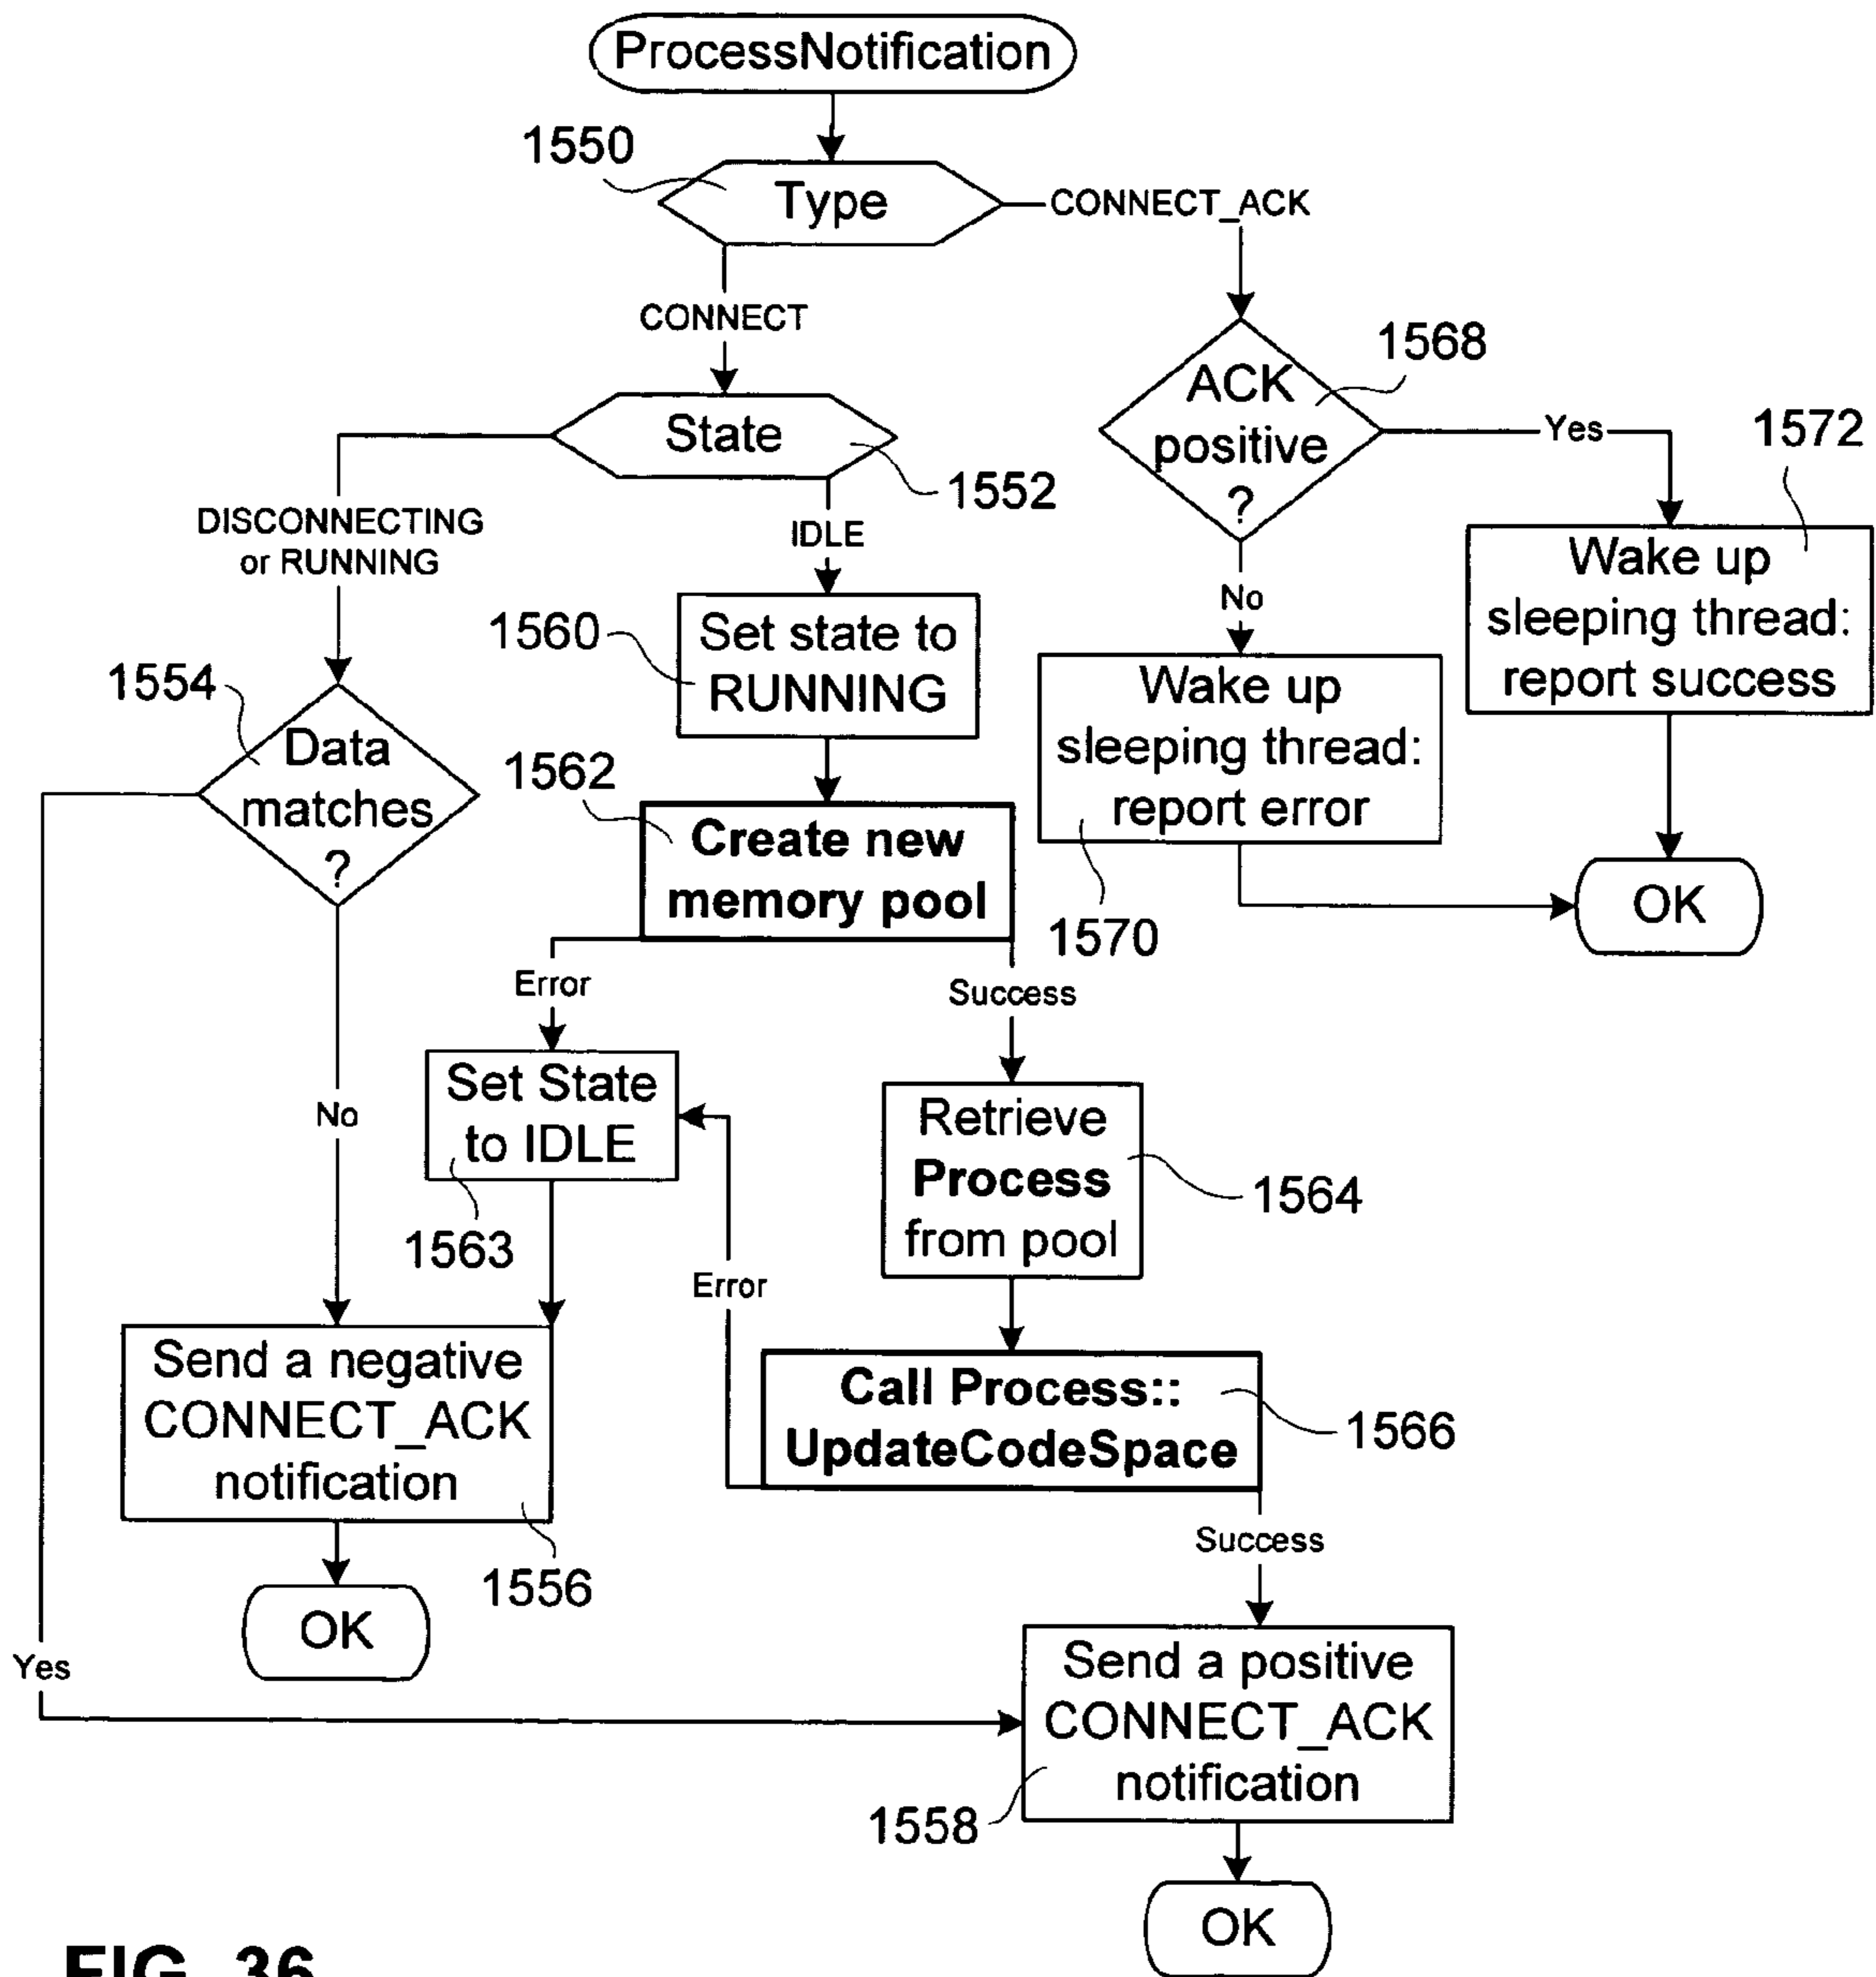 ProcessNotification
1550
Type
CONNECT_ACK
CONNECT
1568
ACK
positive
?
State
1552
Yes
1572
DISCONNECTING
or RUNNING
IDLE
No
Wake up
sleeping thread:
report success
1560
Set state to
RUNNING
1554
Data
matches
?
Wake up
sleeping thread:
report error
1562
Create new
memory pool
1570
OK
Error
Success
Set State
to IDLE
No
Retrieve
Process
from pool
1564
1563
Error
Send a negative
CONNECT_ACK
notification
Call Process::
UpdateCodeSpace
1566
1556
Success
OK
Yes
Send a positive
CONNECT_ACK
notification
1558
OK
FIG. 36